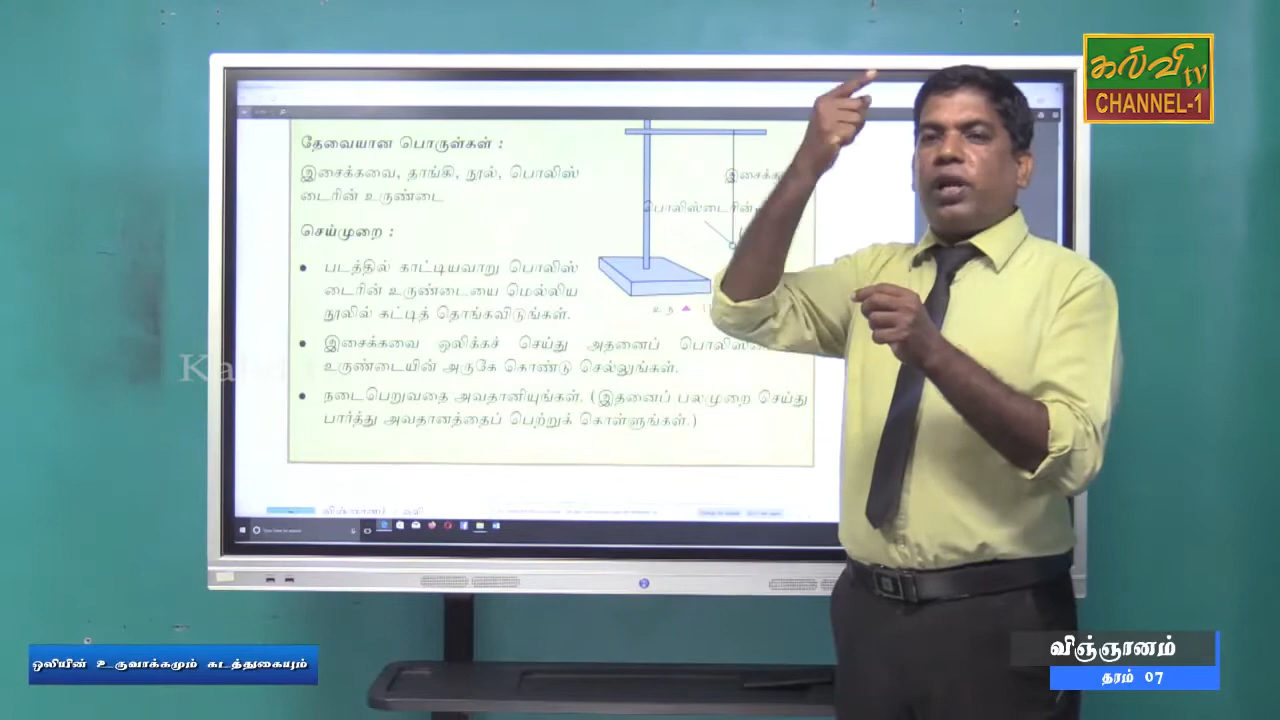 கல்வி tv
CHANNEL-1
தேவையான பொருள்கள் :
இசைக்கவை, தாங்கி, நூல், பொலிஸ்
டைரின் உருண்டை
செய்முறை :
படத்தில் காட்டியவாறு பொலிஸ்
டைரின் உருண்டையை மெல்லிய
நூலில் கட்டித் தொங்கவிடுங்கள்.
இசைக்கவை ஒலிக்கச் செய்து அதனைப்
உருண்டையின் அருகே கொண்டு செல்லுங்கள்.
நடைபெறுவதை அவதானியுங்கள். (இதனைப் பலமுறை செய்து
பார்த்து அவதானத்தைப் பெற்றுக் கொள்ளுங்கள்.)
பொலிஸ்டைரின்
ஒலியின் உருவாக்கமும் கடத்துகையும்
விஞ்ஞானம்
தரம் 07